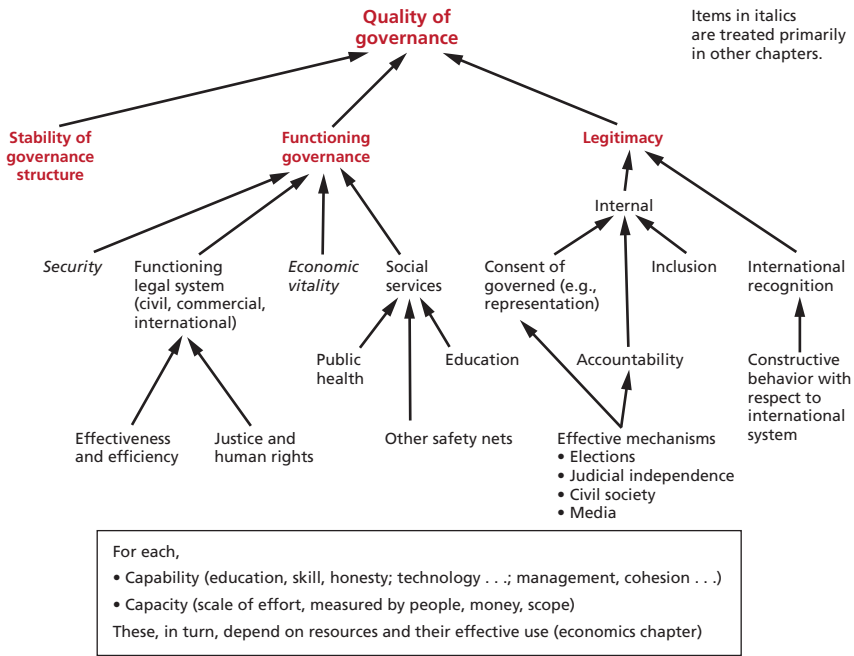 Quality of
governance
Items in italics
are treated primarily
in other chapters.
Stability of
governance
structure
Functioning
governance
Legitimacy
Internal
Security
Functioning
legal system
(civil, commercial,
international)
Economic
vitality
Social
services
Consent of
governed (e.g.,
representation)
Inclusion
International
recognition
Public
health
Education
Accountability
Constructive
behavior with
respect to
international
system
Effectiveness
and efficiency
Justice and
human rights
Other safety nets
Effective mechanisms
• Elections
• Judicial independence
• Civil society
• Media
For each,
• Capability (education, skill, honesty; technology . . .; management, cohesion . . .)
• Capacity (scale of effort, measured by people, money, scope)
These, in turn, depend on resources and their effective use (economics chapter)